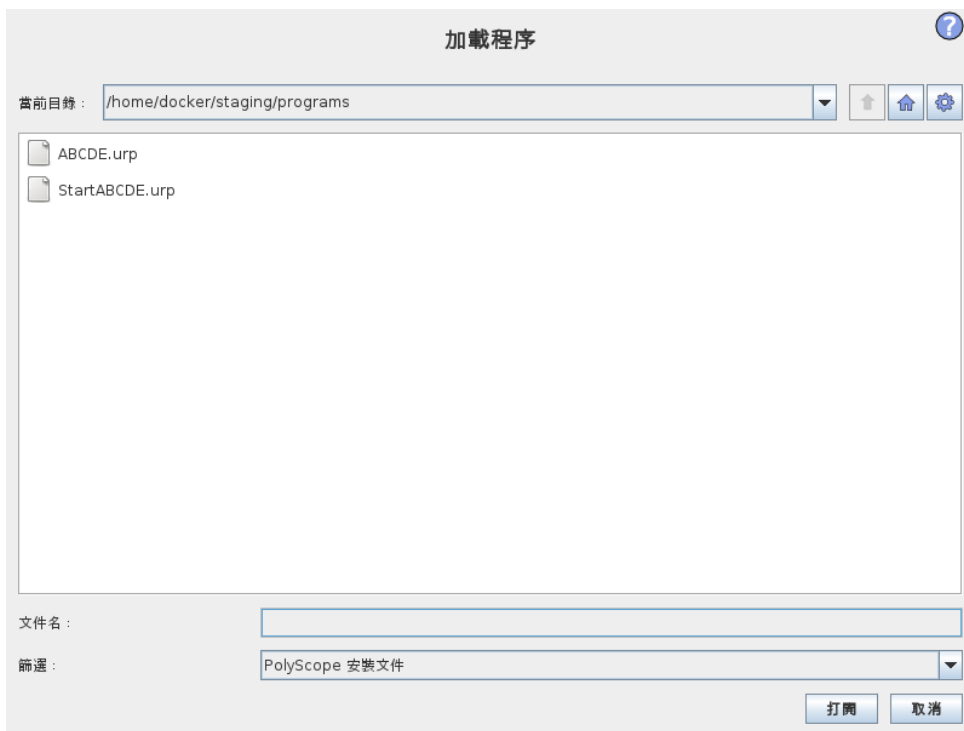 加載程序
當前目錄：
/home/docker/staging/programs
ABCDE.urp
StartABCDE.urp
文件名：
篩選：
PolyScope 安裝文件
打開
取消